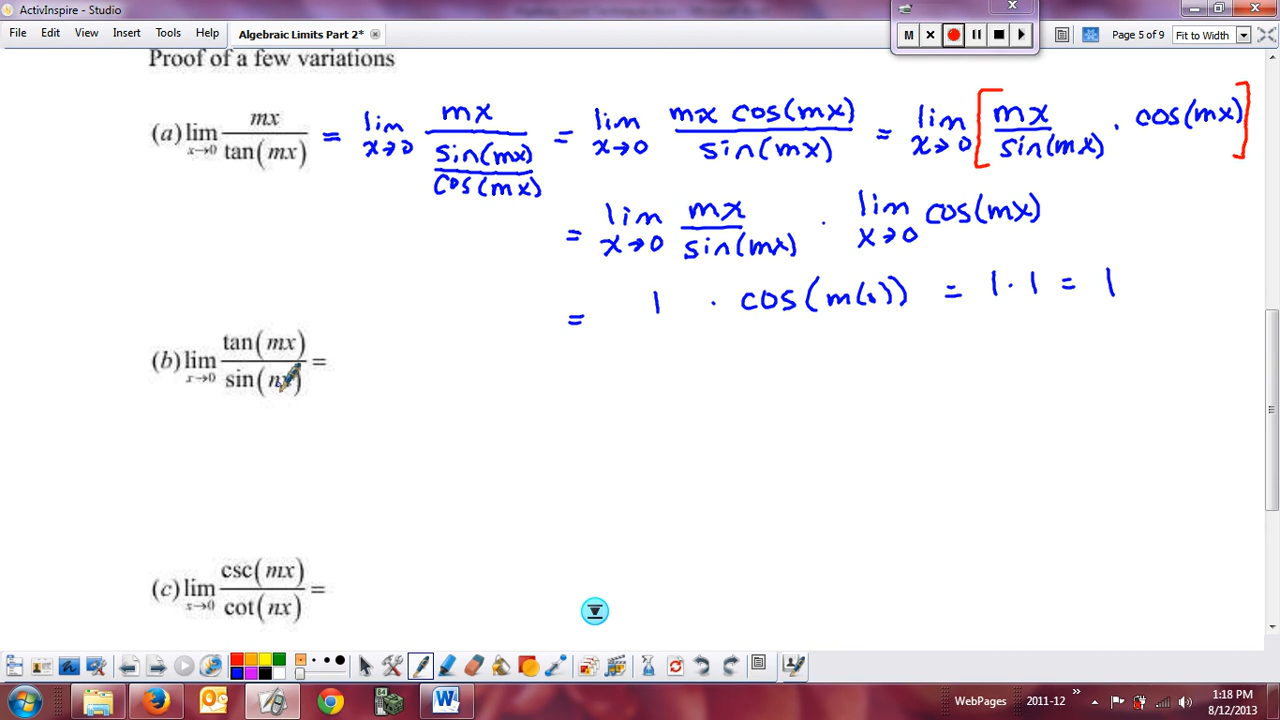 ActivInspire - Studio
File Edit View Insert Tools Help
Algebraic Limits Part 2*
M
Page 5 of 9
Fit to Width
Proof of a few variations
(a) lim x→0 mx / tan(mx) = lim x→0 mx / (sin(mx) / cos(mx)) = lim x→0 mx cos(mx) / sin(mx) = lim x→0 [mx / sin(mx) · cos(mx)]
= lim x→0 mx / sin(mx) · lim x→0 cos(mx)
= 1 · cos(m(0)) = 1 · 1 = 1
(b) lim x→0 tan(mx) / sin(nx) =
(c) lim x→0 csc(mx) / cot(nx) =
WebPages 2011-12 »
1:18 PM
8/12/2013